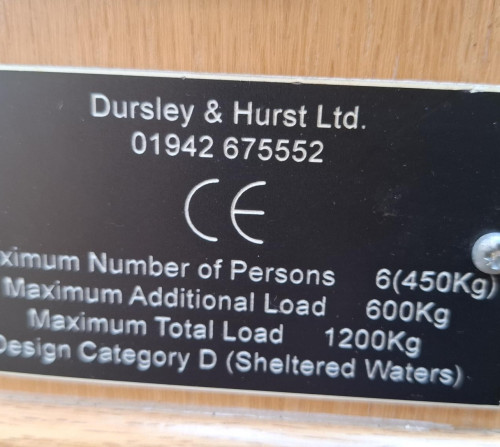 Dursley & Hurst Ltd.
01942 675552
CE
ximum Number of Persons 6(450Kg)
Maximum Additional Load 600Kg
Maximum Total Load 1200Kg
Design Category D (Sheltered Waters)